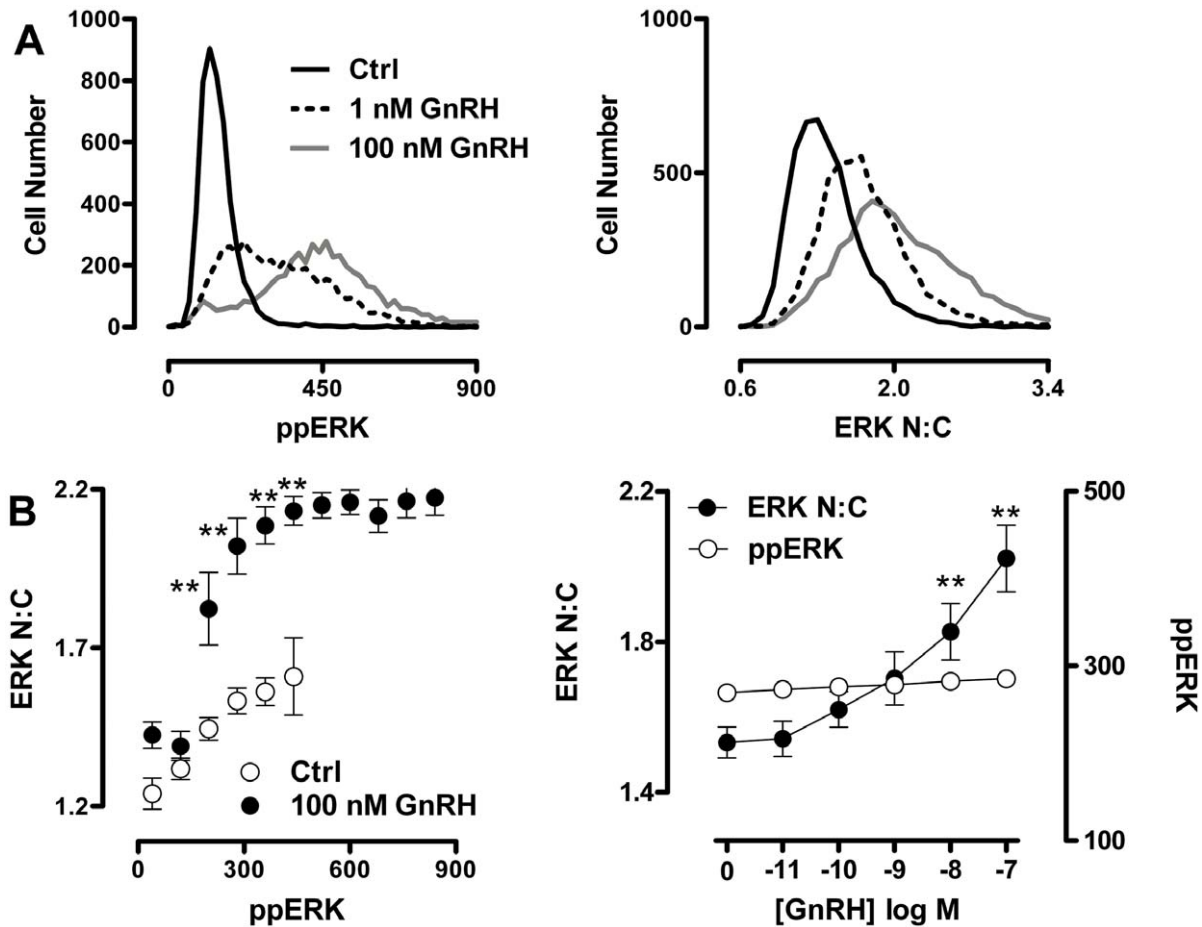 A
1000
800
600
400
200
0
Cell Number
Ctrl
1 nM GnRH
100 nM GnRH
0 450 900
ppERK
1000
500
0
Cell Number
0.6 2.0 3.4
ERK N:C
B
2.2
1.7
1.2
ERK N:C
**
**
**
**
Ctrl
100 nM GnRH
0 300 600 900
ppERK
2.2
1.8
1.4
ERK N:C
ERK N:C
ppERK
**
**
500
300
100
ppERK
0 -11 -10 -9 -8 -7
[GnRH] log M